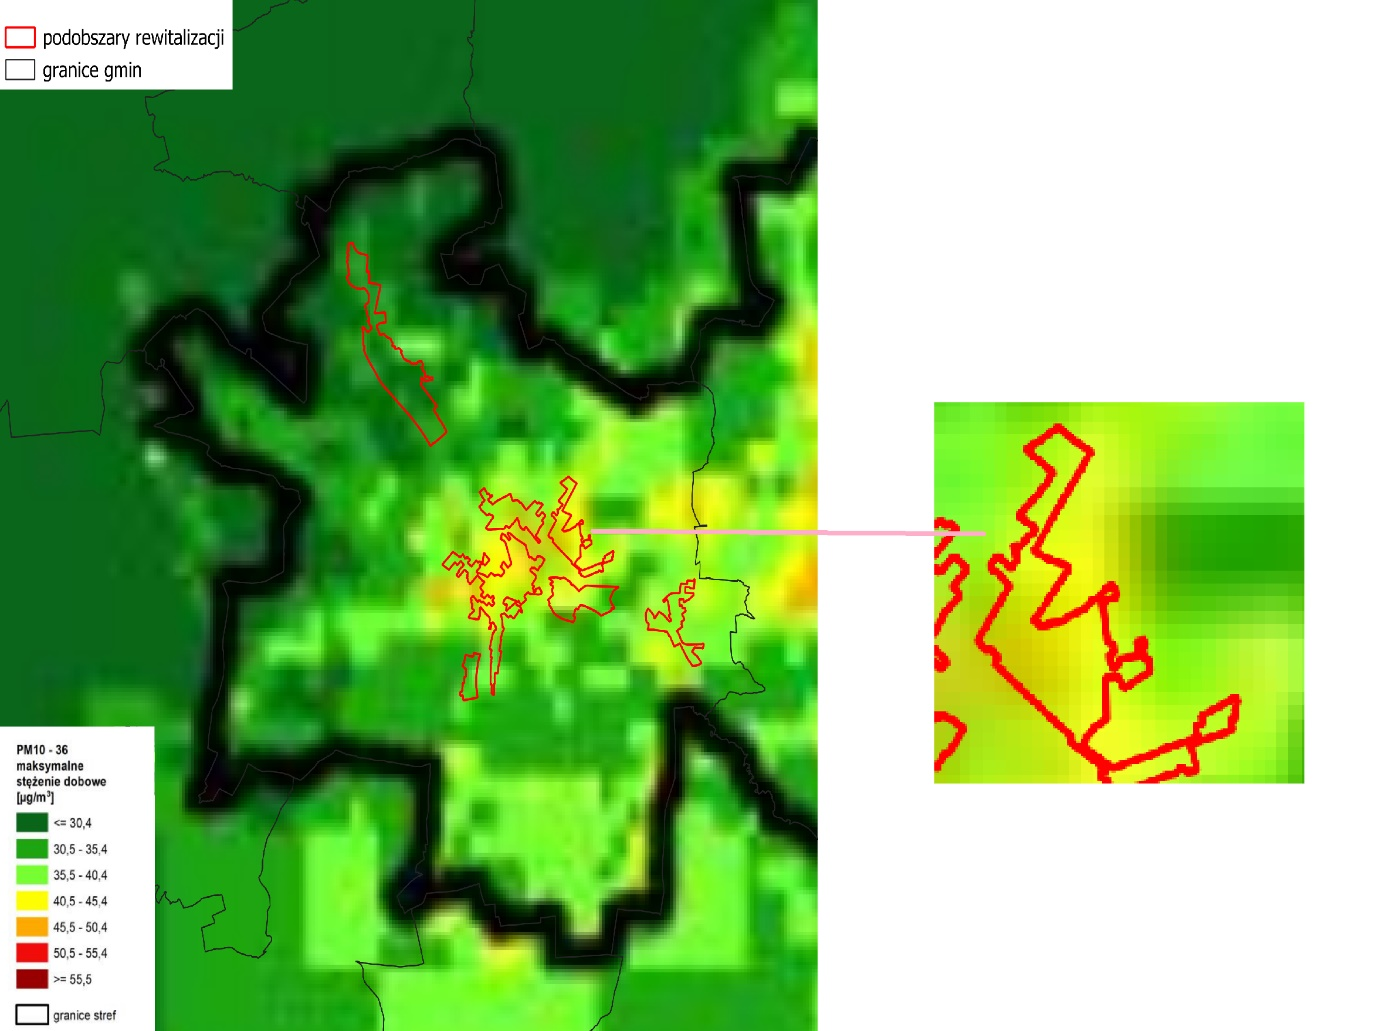 podobszary rewitalizacji
granice gmin
PM10 - 36
maksymalne
stężenie dobowe
[µg/m³]
<= 30,4
30,5 - 35,4
35,5 - 40,4
40,5 - 45,4
45,5 - 50,4
50,5 - 55,4
>= 55,5
granice stref